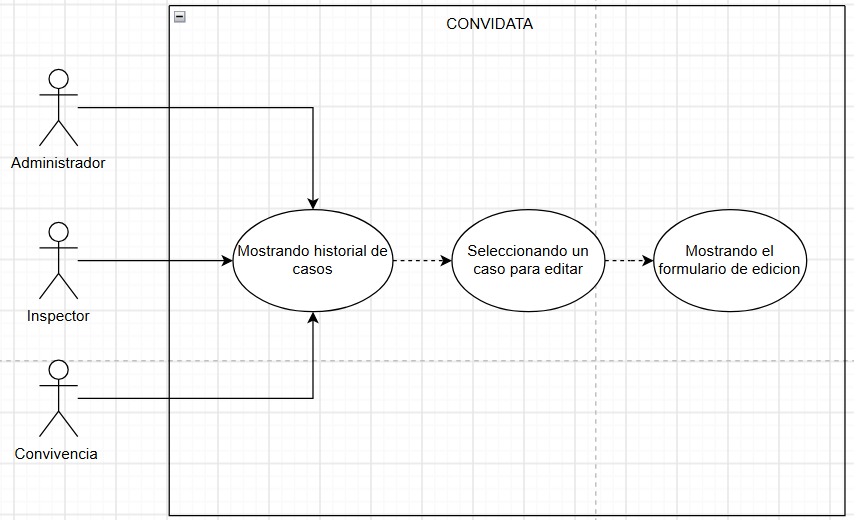 CONVIDATA
Administrador
Mostrando historial de
casos
Seleccionando un
caso para editar
Mostrando el
formulario de edicion
Inspector
Convivencia